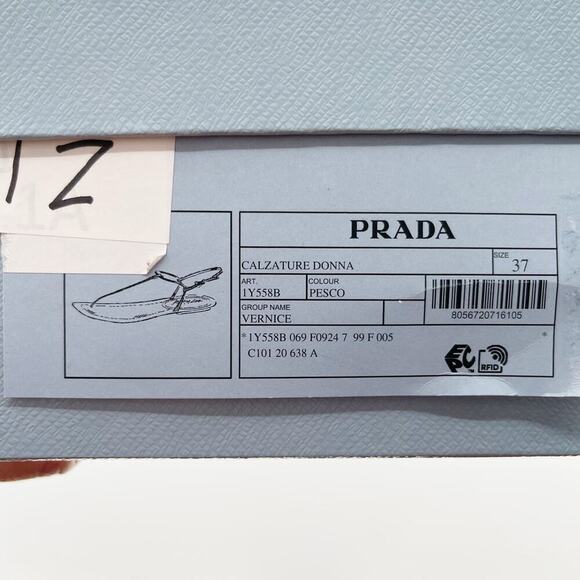 12
PRADA
CALZATURE DONNA
SIZE
37
ART.
1Y558B
COLOUR
PESCO
GROUP NAME
VERNICE
8056720716105
*1Y558B 069 F0924 7 99 F 005 *
C101 20 638 A
EPC™
RFID